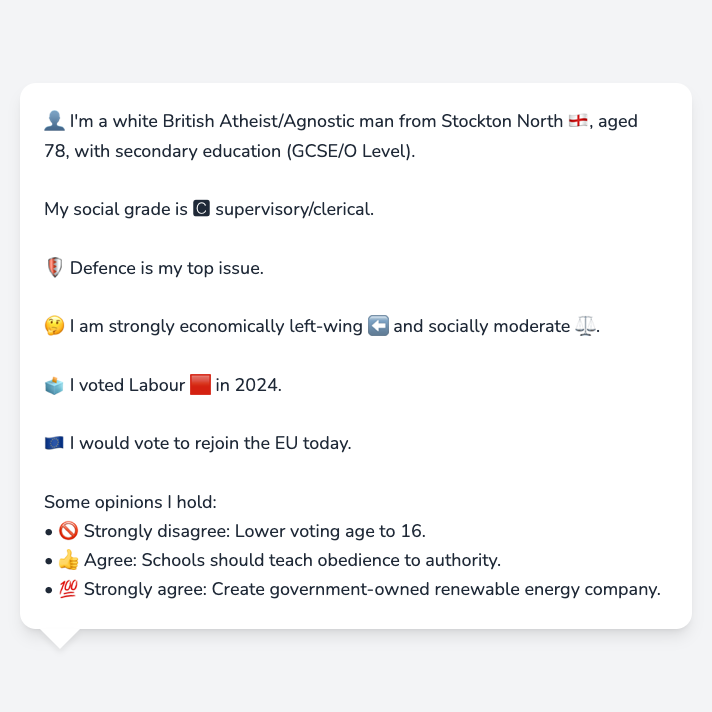 👤 I'm a white British Atheist/Agnostic man from Stockton North 🏴󠁧󠁢󠁥󠁮󠁧󠁿, aged
78, with secondary education (GCSE/O Level).
My social grade is 🅲 supervisory/clerical.
🛡️ Defence is my top issue.
🤔 I am strongly economically left-wing ⬅️ and socially moderate ⚖️.
🗳️ I voted Labour 🟥 in 2024.
🇪🇺 I would vote to rejoin the EU today.
Some opinions I hold:
• 🚫 Strongly disagree: Lower voting age to 16.
• 👍 Agree: Schools should teach obedience to authority.
• 💯 Strongly agree: Create government-owned renewable energy company.